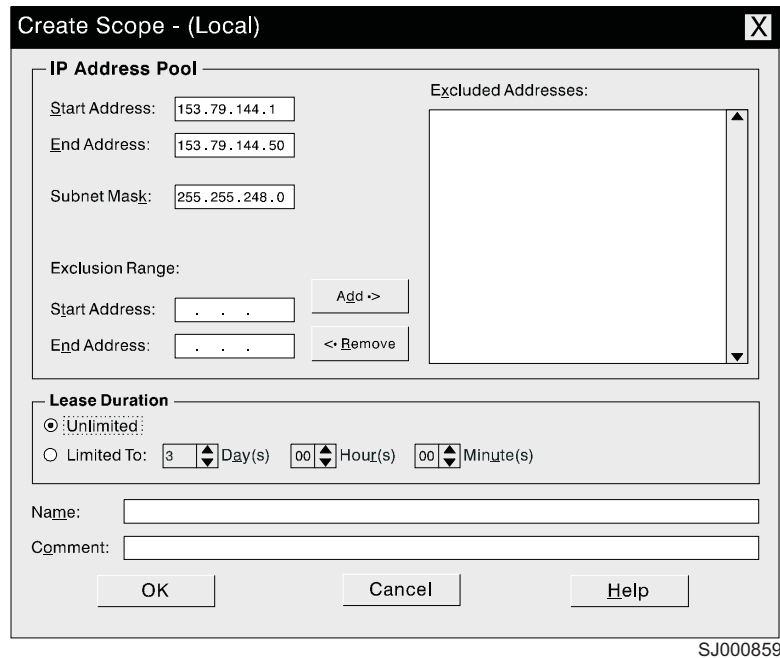 Create Scope - (Local) X
IP Address Pool
Start Address: 153.79.144.1
End Address: 153.79.144.50
Subnet Mask: 255.255.248.0
Excluded Addresses:
Exclusion Range:
Start Address: . . .
End Address: . . .
Add ->
<- Remove
Lease Duration
Unlimited
Limited To: 3 Day(s) 00 Hour(s) 00 Minute(s)
Name:
Comment:
OK Cancel Help
SJ000859